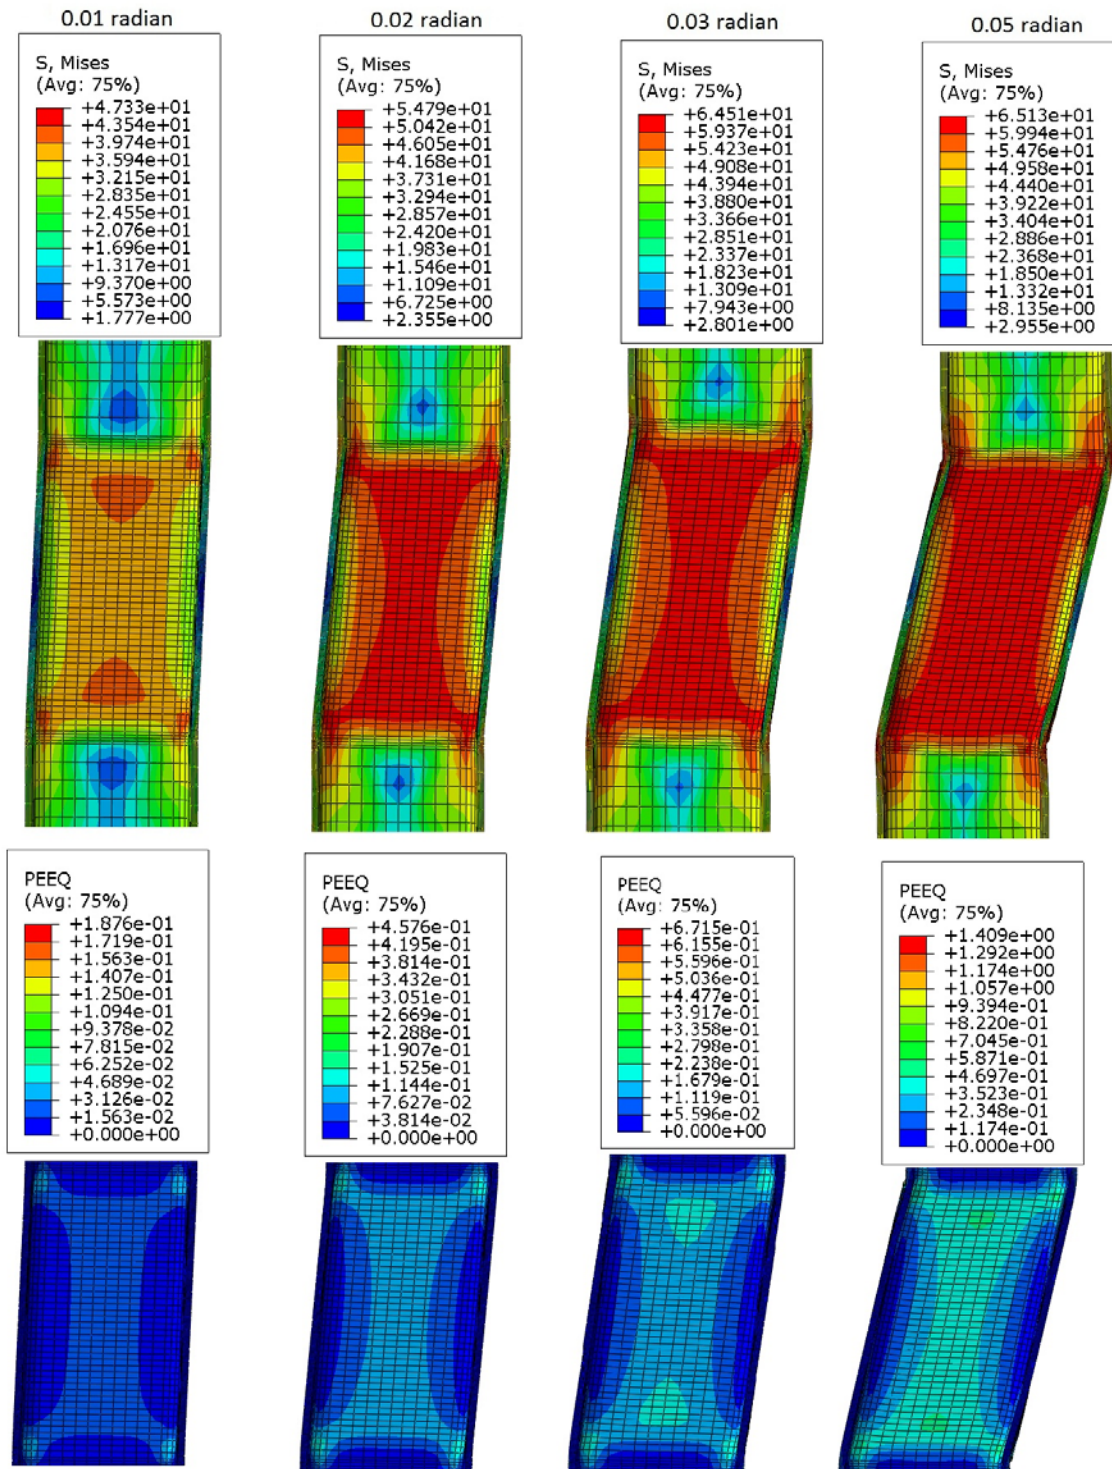 0.01 radian
0.02 radian
0.03 radian
0.05 radian
S, Mises
(Avg: 75%)
+4.733e+01
+4.354e+01
+3.974e+01
+3.594e+01
+3.215e+01
+2.835e+01
+2.455e+01
+2.076e+01
+1.696e+01
+1.317e+01
+9.370e+00
+5.573e+00
+1.777e+00
S, Mises
(Avg: 75%)
+5.479e+01
+5.042e+01
+4.605e+01
+4.168e+01
+3.731e+01
+3.294e+01
+2.857e+01
+2.420e+01
+1.983e+01
+1.546e+01
+1.109e+01
+6.725e+00
+2.355e+00
S, Mises
(Avg: 75%)
+6.451e+01
+5.937e+01
+5.423e+01
+4.908e+01
+4.394e+01
+3.880e+01
+3.366e+01
+2.851e+01
+2.337e+01
+1.823e+01
+1.309e+01
+7.943e+00
+2.801e+00
S, Mises
(Avg: 75%)
+6.513e+01
+5.994e+01
+5.476e+01
+4.958e+01
+4.440e+01
+3.922e+01
+3.404e+01
+2.886e+01
+2.368e+01
+1.850e+01
+1.332e+01
+8.135e+00
+2.955e+00
PEEQ
(Avg: 75%)
+1.876e-01
+1.719e-01
+1.563e-01
+1.407e-01
+1.250e-01
+1.094e-01
+9.378e-02
+7.815e-02
+6.252e-02
+4.689e-02
+3.126e-02
+1.563e-02
+0.000e+00
PEEQ
(Avg: 75%)
+4.576e-01
+4.195e-01
+3.814e-01
+3.432e-01
+3.051e-01
+2.669e-01
+2.288e-01
+1.907e-01
+1.525e-01
+1.144e-01
+7.627e-02
+3.814e-02
+0.000e+00
PEEQ
(Avg: 75%)
+6.715e-01
+6.155e-01
+5.596e-01
+5.036e-01
+4.477e-01
+3.917e-01
+3.358e-01
+2.798e-01
+2.238e-01
+1.679e-01
+1.119e-01
+5.596e-02
+0.000e+00
PEEQ
(Avg: 75%)
+1.409e+00
+1.292e+00
+1.174e+00
+1.057e+00
+9.394e-01
+8.220e-01
+7.045e-01
+5.871e-01
+4.697e-01
+3.523e-01
+2.348e-01
+1.174e-01
+0.000e+00